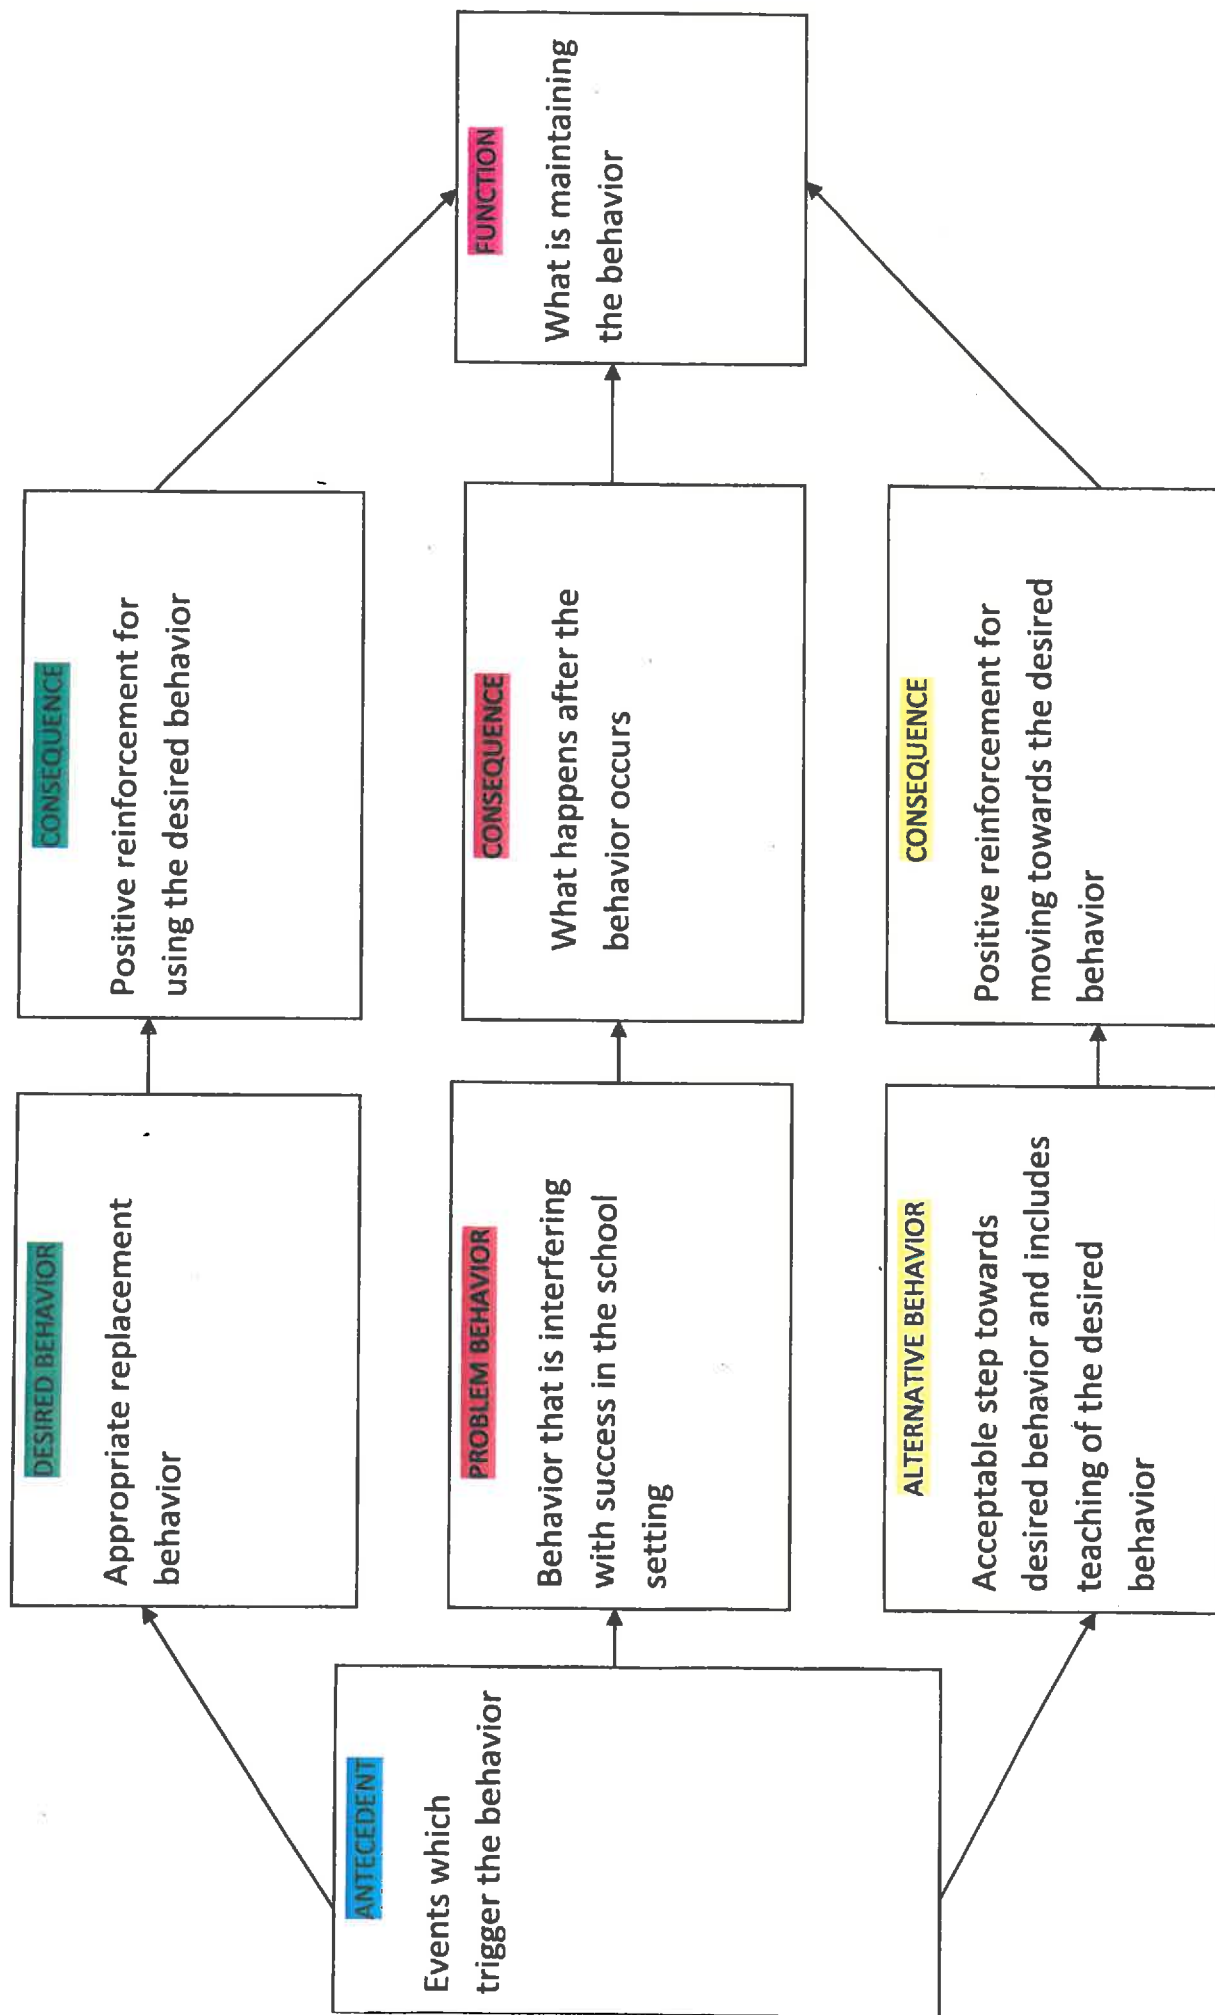 ANTECEDENT
Events which
trigger the behavior
DESIRED BEHAVIOR
Appropriate replacement
behavior
CONSEQUENCE
Positive reinforcement for
using the desired behavior
PROBLEM BEHAVIOR
Behavior that is interfering
with success in the school
setting
CONSEQUENCE
What happens after the
behavior occurs
FUNCTION
What is maintaining
the behavior
ALTERNATIVE BEHAVIOR
Acceptable step towards
desired behavior and includes
teaching of the desired
behavior
CONSEQUENCE
Positive reinforcement for
moving towards the desired
behavior